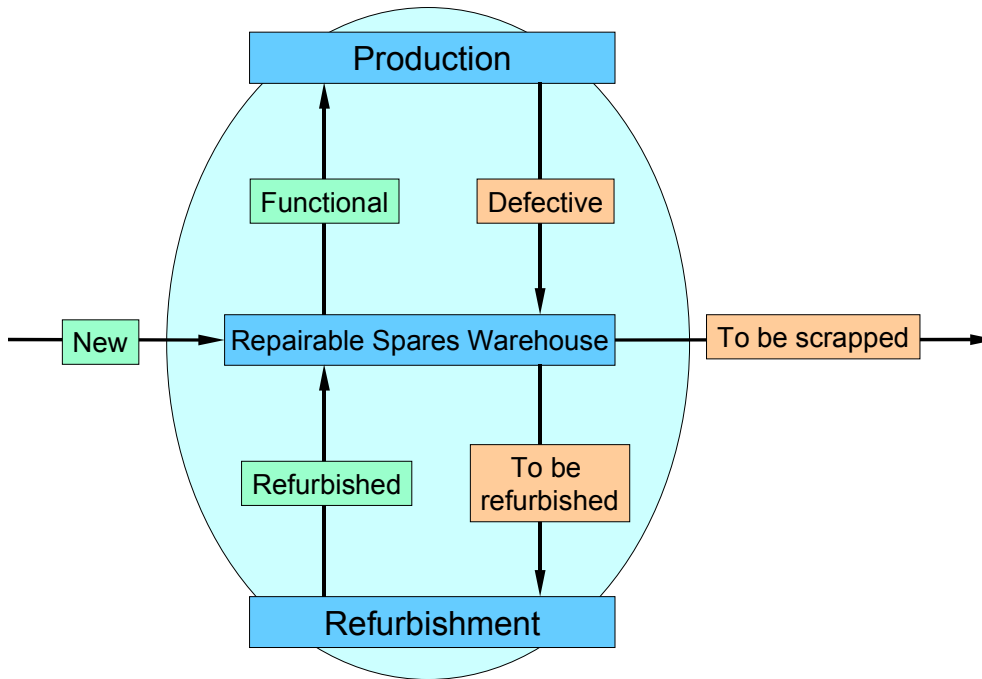 Production
Functional
Defective
New
Repairable Spares Warehouse
To be scrapped
Refurbished
To be
refurbished
Refurbishment